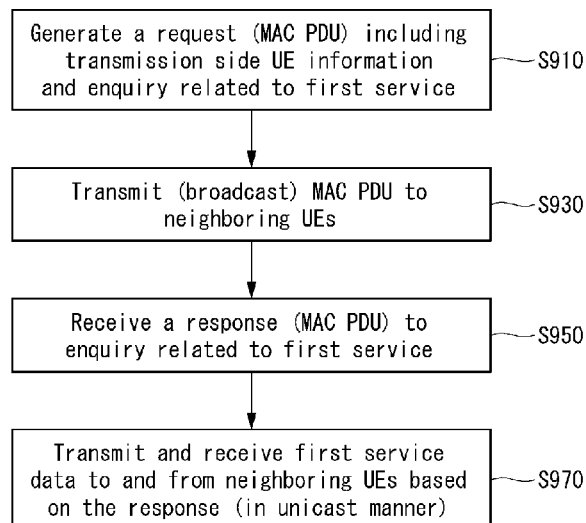 Generate a request (MAC PDU) including
transmission side UE information
and enquiry related to first service
S910
Transmit (broadcast) MAC PDU to
neighboring UEs
S930
Receive a response (MAC PDU) to
enquiry related to first service
S950
Transmit and receive first service
data to and from neighboring UEs based
on the response (in unicast manner)
S970